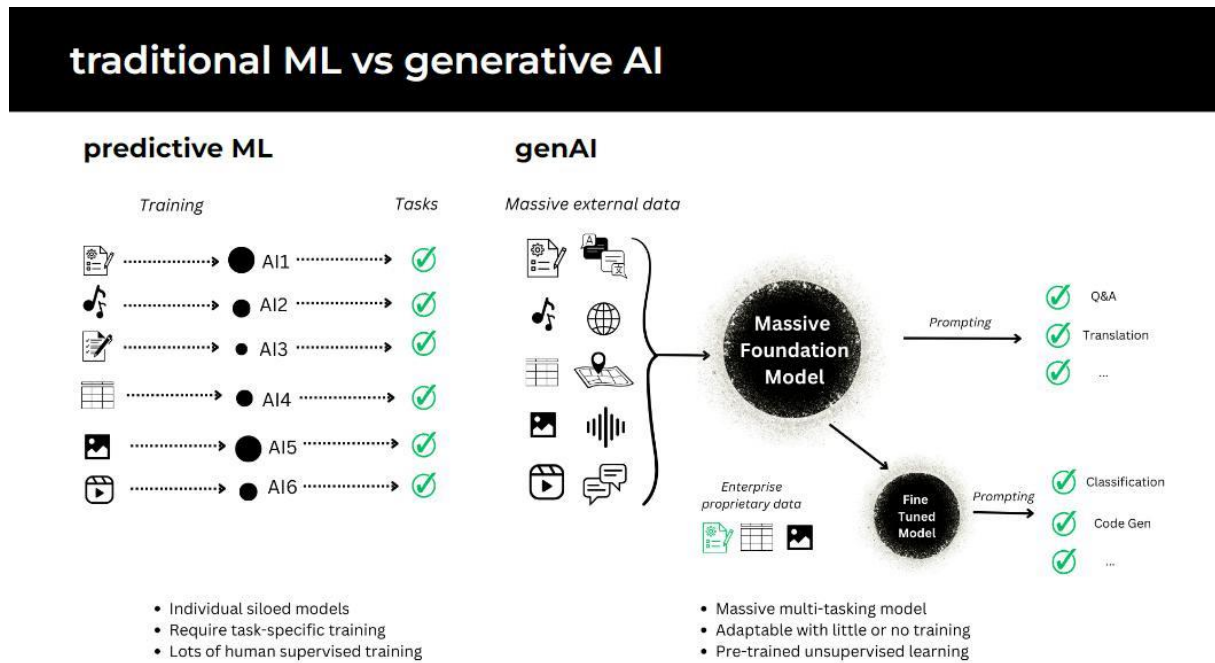 traditional ML vs generative AI
predictive ML
Training
Tasks
AI1
AI2
AI3
AI4
AI5
AI6
• Individual siloed models
• Require task-specific training
• Lots of human supervised training
genAI
Massive external data
A
文
Massive
Foundation
Model
Prompting
Q&A
Translation
...
Enterprise
proprietary data
Fine
Tuned
Model
Prompting
Classification
Code Gen
...
• Massive multi-tasking model
• Adaptable with little or no training
• Pre-trained unsupervised learning